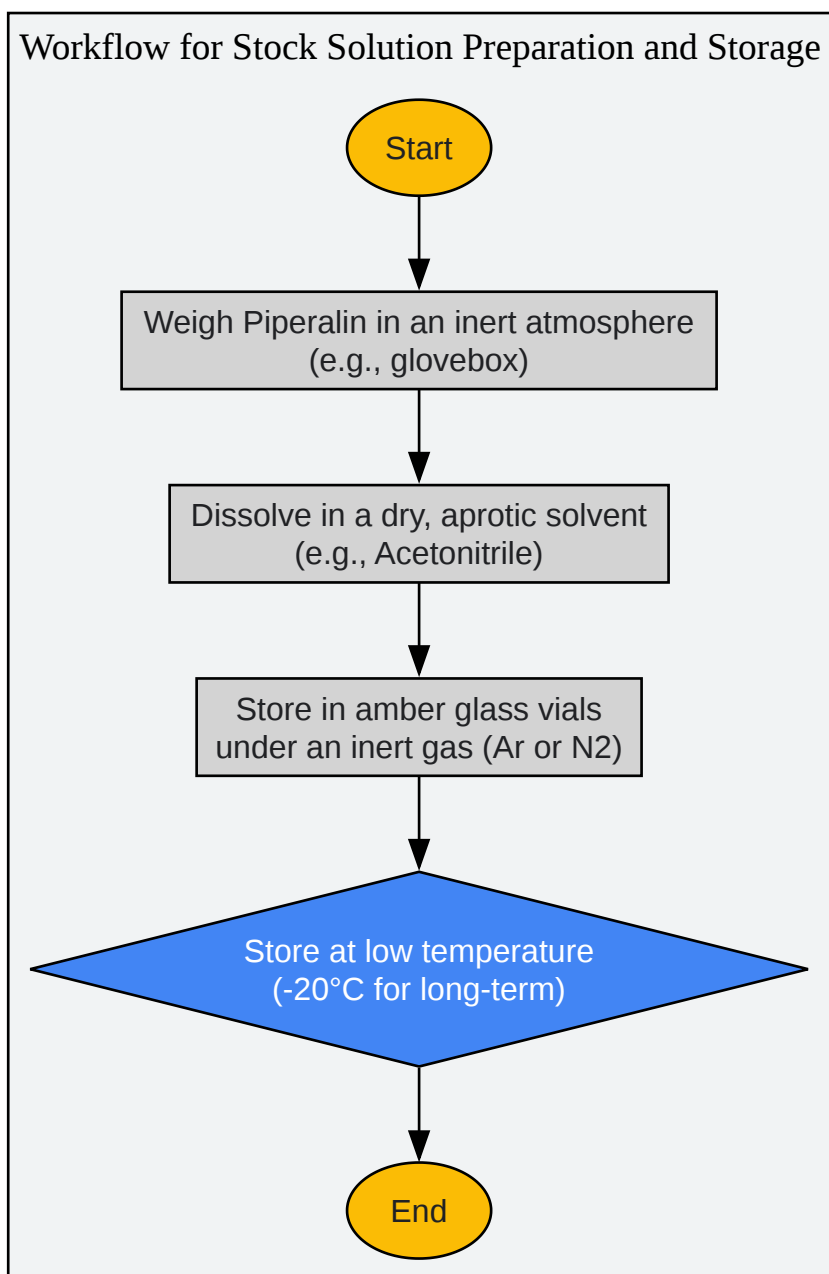 Workflow for Stock Solution Preparation and Storage
Start
Weigh Piperalin in an inert atmosphere
(e.g., glovebox)
Dissolve in a dry, aprotic solvent
(e.g., Acetonitrile)
Store in amber glass vials
under an inert gas (Ar or N2)
Store at low temperature
(-20°C for long-term)
End